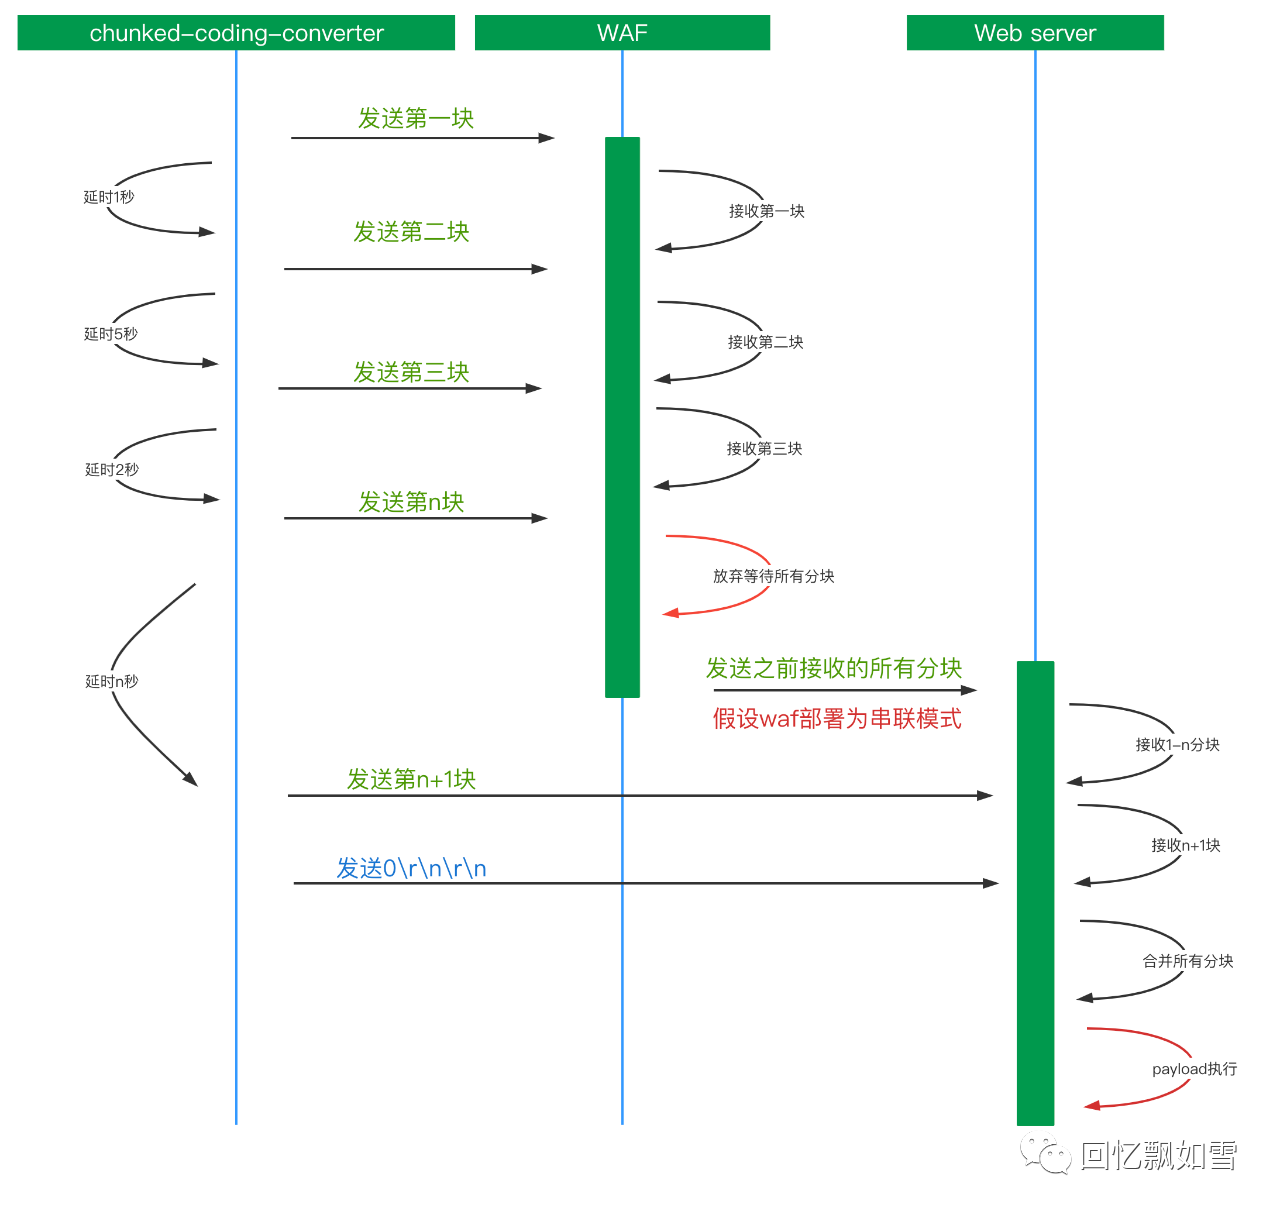 chunked-coding-converter
WAF
Web server
发送第一块
延时1秒
接收第一块
发送第二块
延时5秒
接收第二块
发送第三块
接收第三块
延时2秒
发送第n块
放弃等待所有分块
发送之前接收的所有分块
延时n秒
假设waf部署为串联模式
接收1-n分块
发送第n+1块
接收n+1块
发送0\r\n\r\n
合并所有分块
payload执行
回忆飘如雪